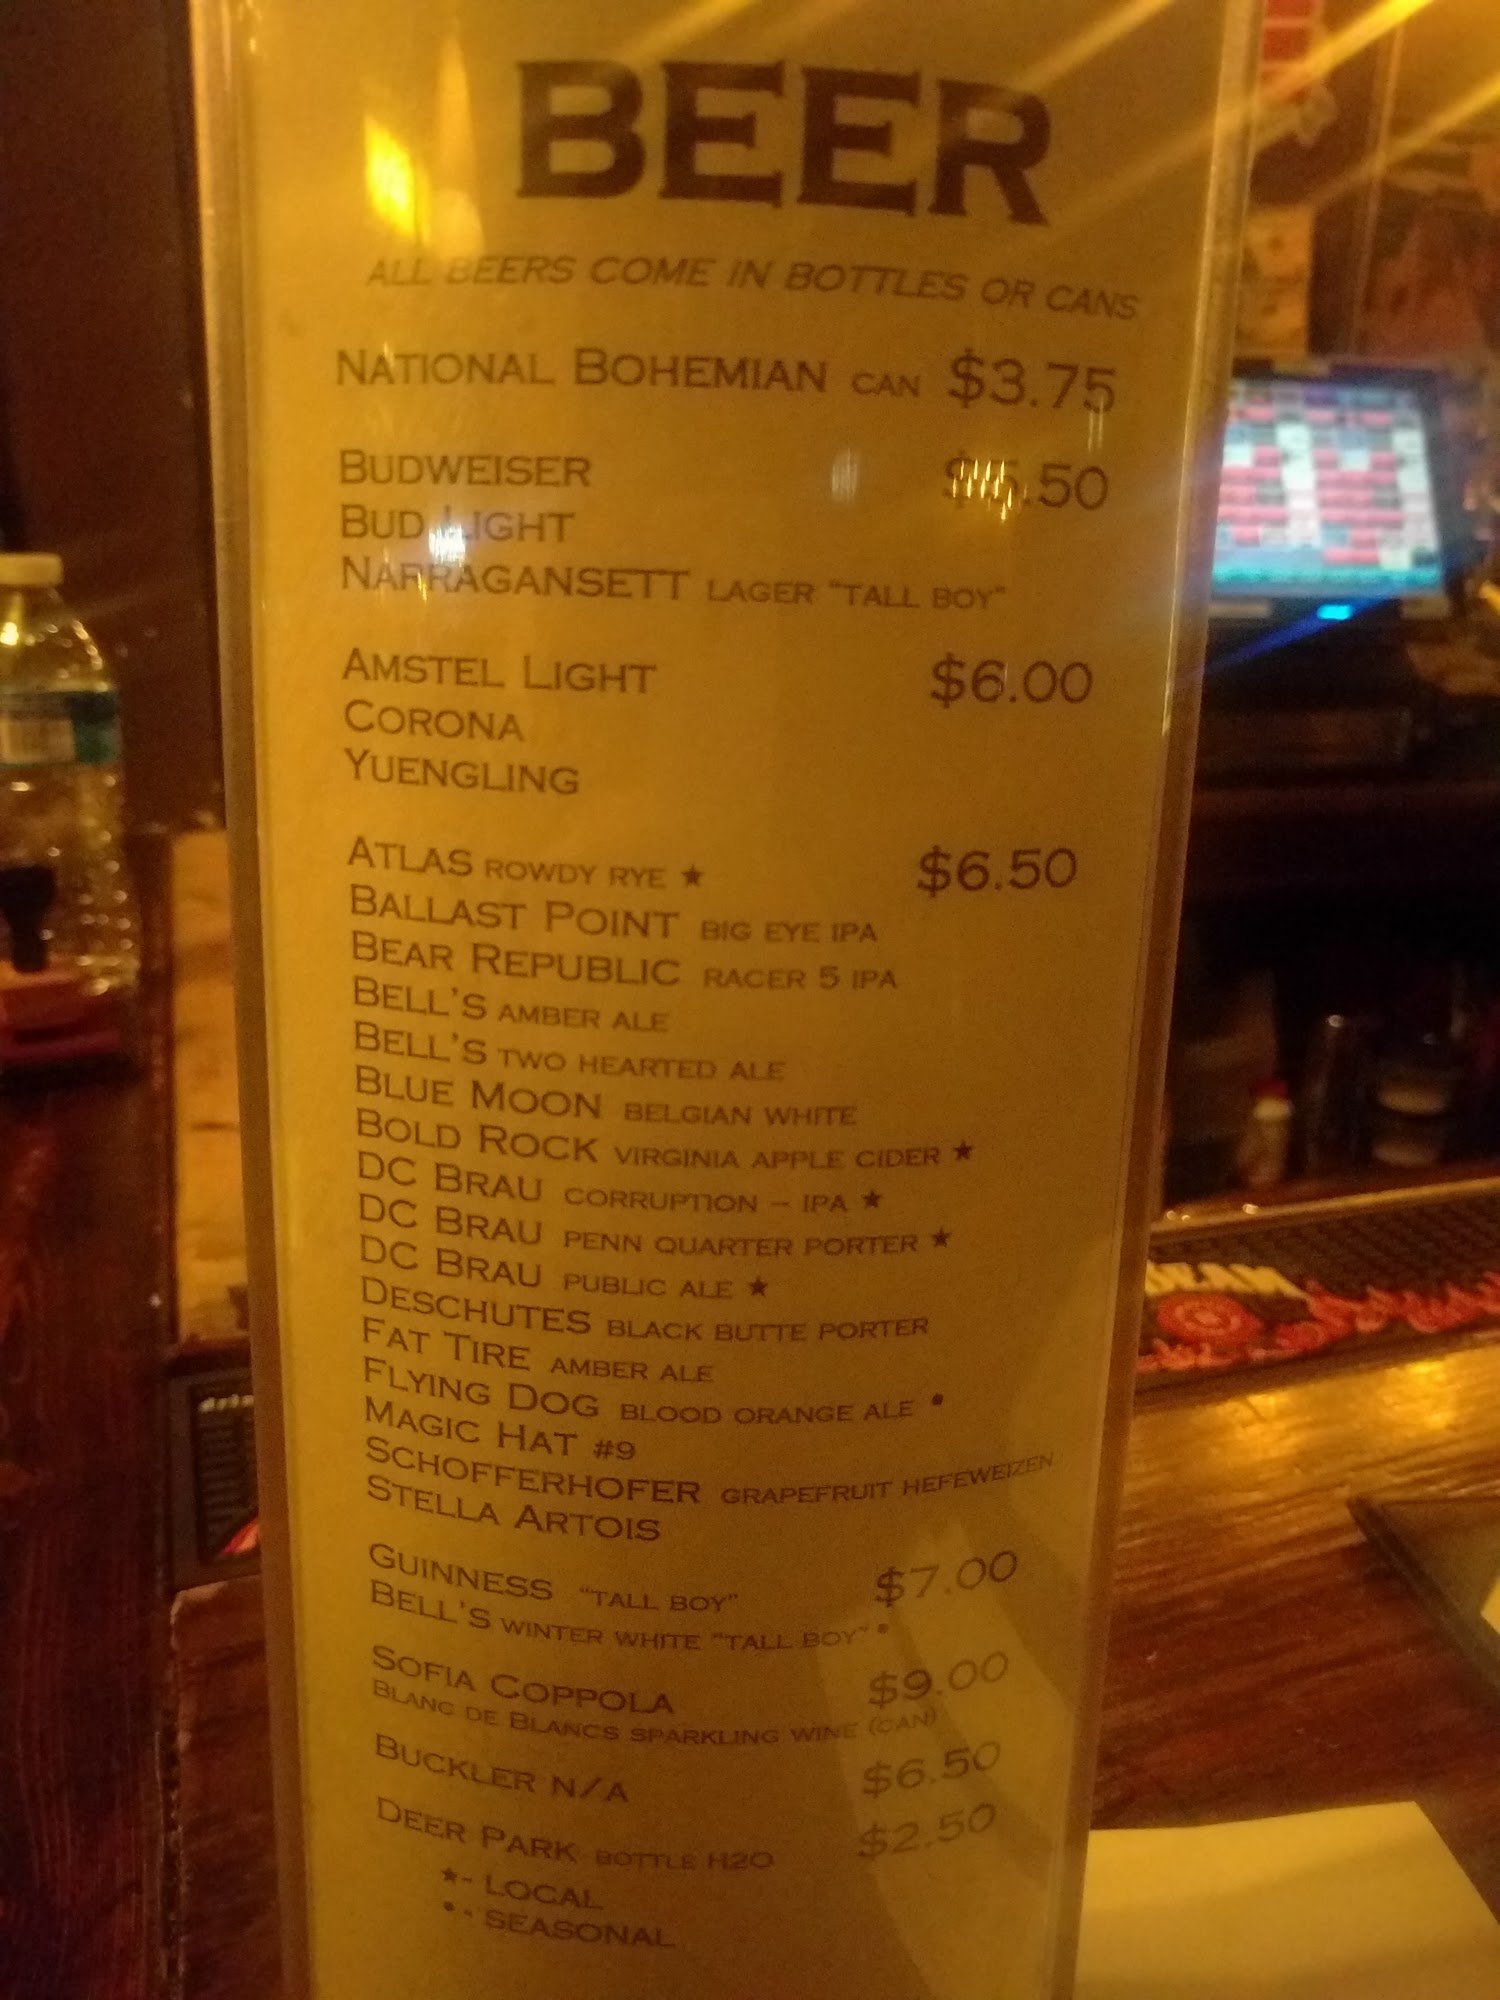 BEER
ALL BEERS COME IN BOTTLES OR CANS
NATIONAL BOHEMIAN CAN $3.75
BUDWEISER $5.50
BUD LIGHT
NARRAGANSETT LAGER "TALL BOY"
AMSTEL LIGHT $6.00
CORONA
YUENGLING
ATLAS ROWDY RYE ★ $6.50
BALLAST POINT BIG EYE IPA
BEAR REPUBLIC RACER 5 IPA
BELL'S AMBER ALE
BELL'S TWO HEARTED ALE
BLUE MOON BELGIAN WHITE
BOLD ROCK VIRGINIA APPLE CIDER ★
DC BRAU CORRUPTION – IPA ★
DC BRAU PENN QUARTER PORTER ★
DC BRAU PUBLIC ALE ★
DESCHUTES BLACK BUTTE PORTER
FAT TIRE AMBER ALE
FLYING DOG BLOOD ORANGE ALE •
MAGIC HAT #9
SCHOFFERHOFER GRAPEFRUIT HEFEWEIZEN
STELLA ARTOIS
GUINNESS "TALL BOY" $7.00
BELL'S WINTER WHITE "TALL BOY" •
SOFIA COPPOLA $9.00
BLANC DE BLANCS SPARKLING WINE (CAN)
BUCKLER N/A $6.50
DEER PARK BOTTLE H2O $2.50
★- LOCAL
• - SEASONAL